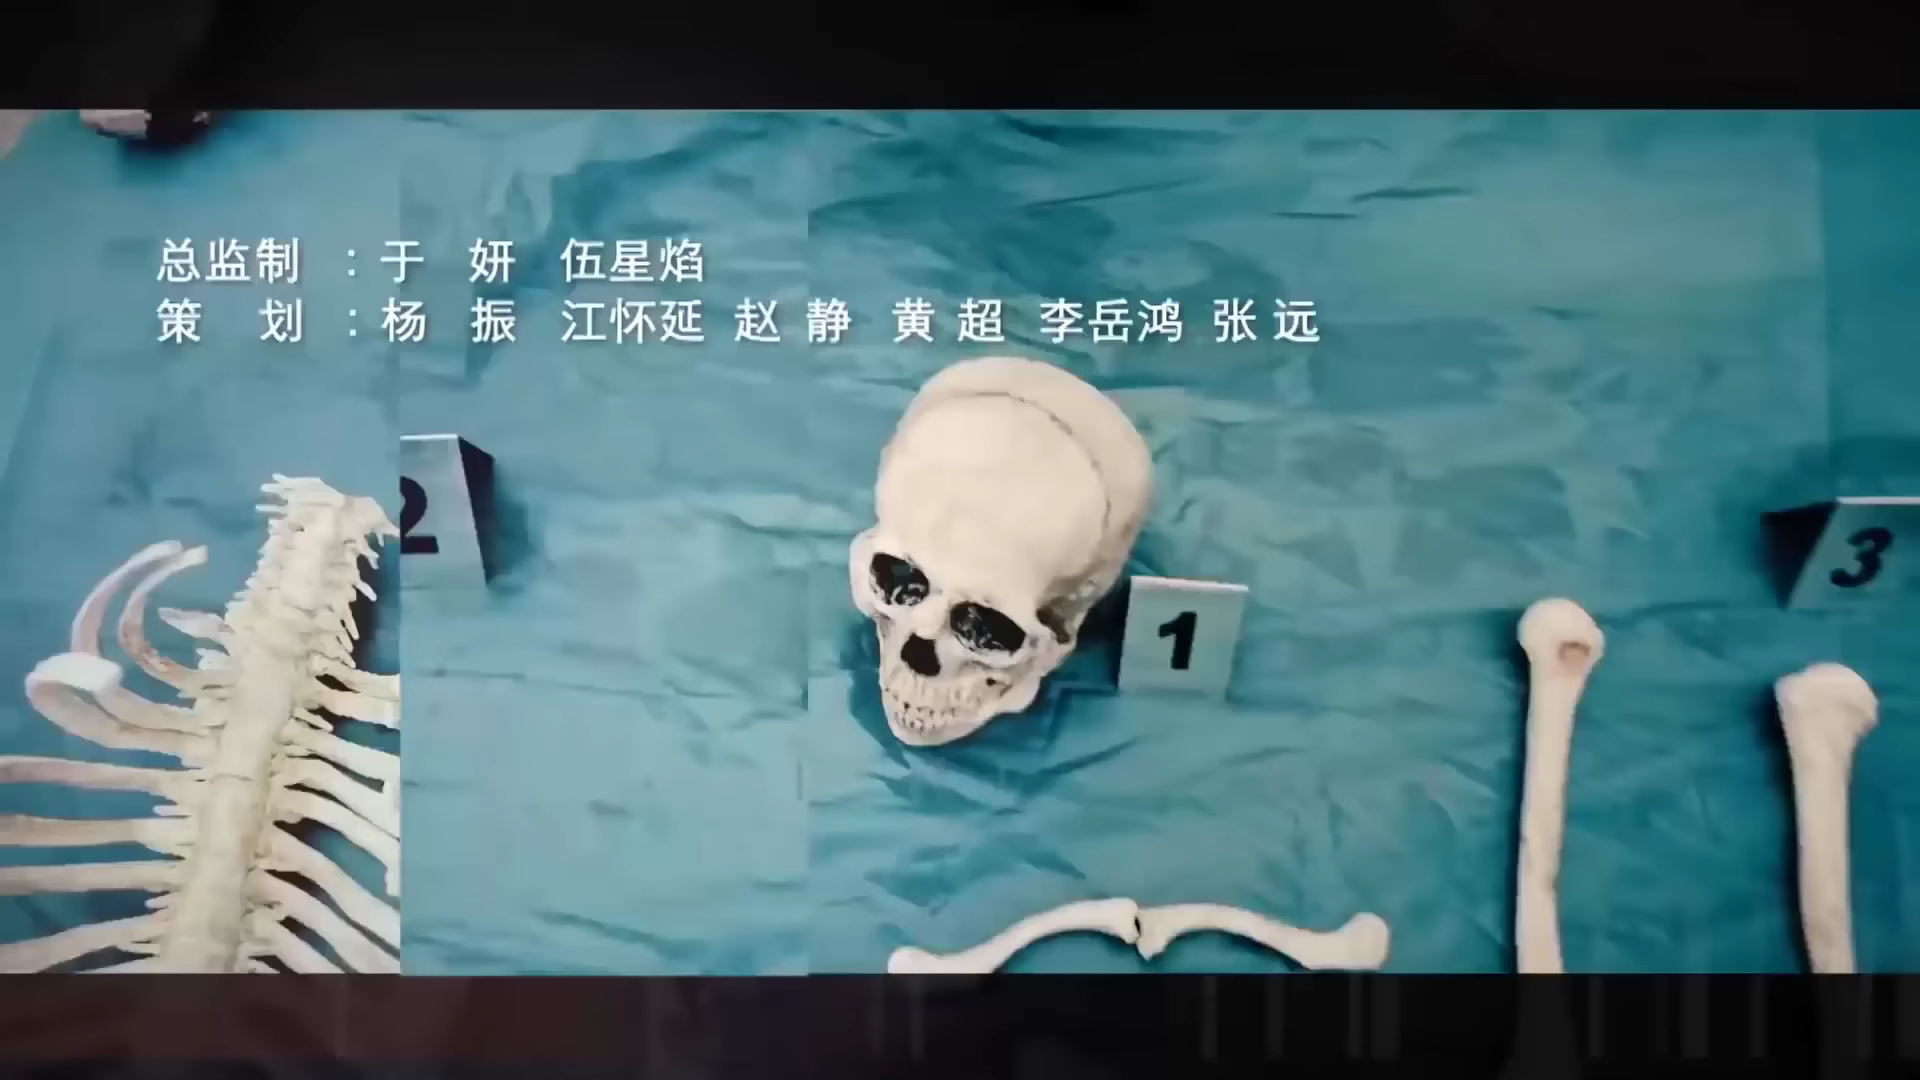 总监制 : 于 妍 伍星焰
策 划 : 杨 振 江怀延 赵 静 黄 超 李岳鸿 张 远
2
1
3